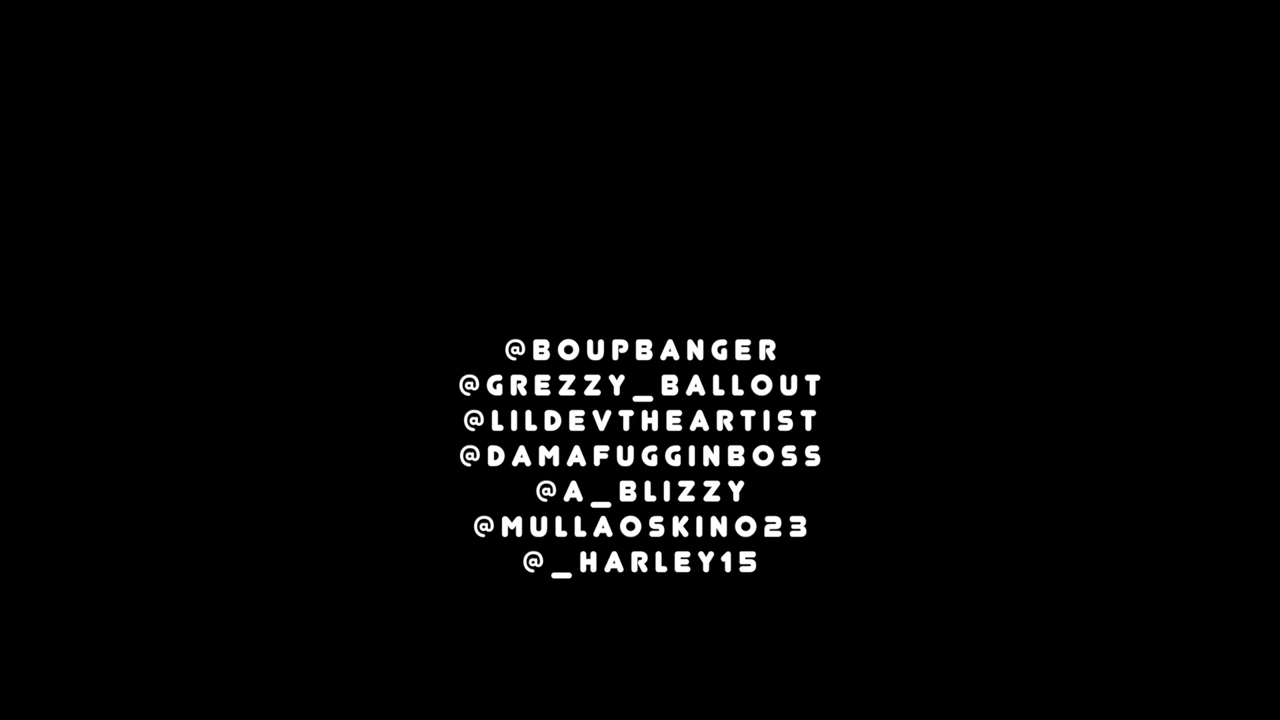 @BOUPBANGER
@GREZZY_BALLOUT
@LILDEVTHEARTIST
@DAMAFUGGINBOSS
@A_BLIZZY
@MULLAOSKINO23
@_HARLEY15